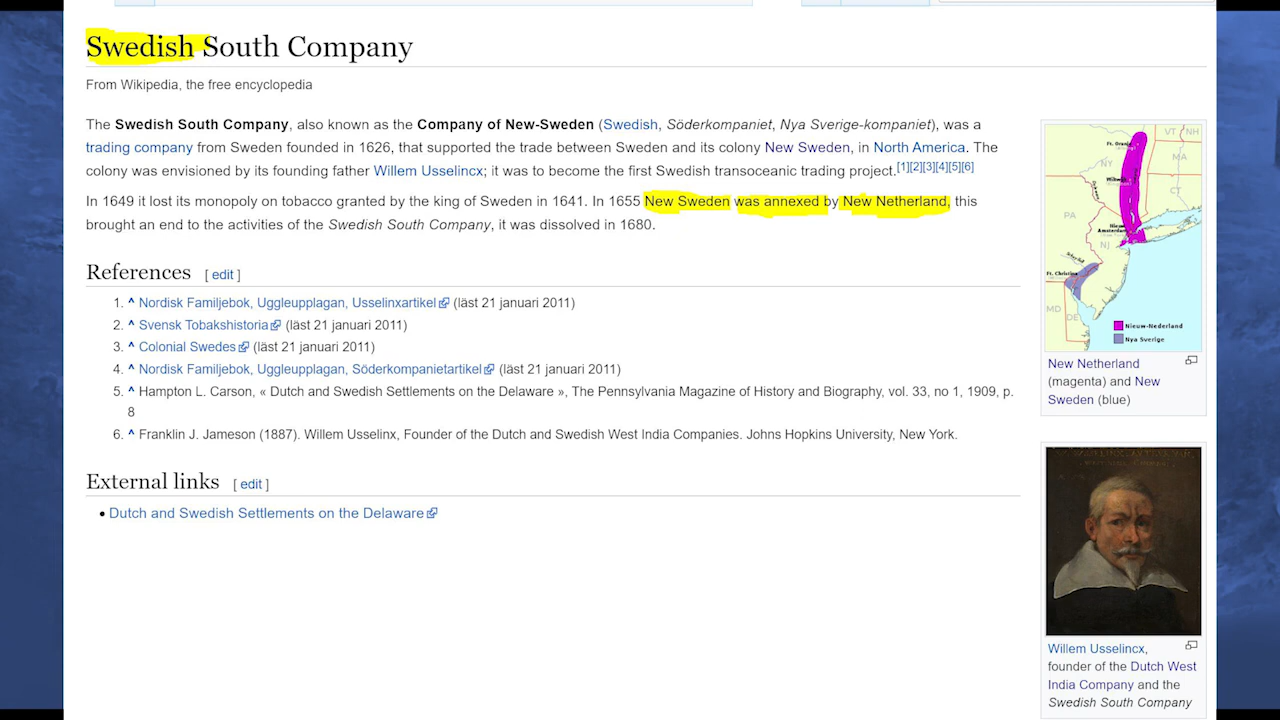 Swedish South Company
From Wikipedia, the free encyclopedia
The Swedish South Company, also known as the Company of New-Sweden (Swedish, Söderkompaniet, Nya Sverige-kompaniet), was a
trading company from Sweden founded in 1626, that supported the trade between Sweden and its colony New Sweden, in North America. The
colony was envisioned by its founding father Willem Usselincx; it was to become the first Swedish transoceanic trading project.[1][2][3][4][5][6]
In 1649 it lost its monopoly on tobacco granted by the king of Sweden in 1641. In 1655 New Sweden was annexed by New Netherland, this
brought an end to the activities of the Swedish South Company, it was dissolved in 1680.
References [ edit ]
1. ^ Nordisk Familjebok, Uggleupplagan, Usselinxartikel (läst 21 januari 2011)
2. ^ Svensk Tobakshistoria (läst 21 januari 2011)
3. ^ Colonial Swedes (läst 21 januari 2011)
4. ^ Nordisk Familjebok, Uggleupplagan, Söderkompanietartikel (läst 21 januari 2011)
5. ^ Hampton L. Carson, « Dutch and Swedish Settlements on the Delaware », The Pennsylvania Magazine of History and Biography, vol. 33, no 1, 1909, p.
8
6. ^ Franklin J. Jameson (1887). Willem Usselinx, Founder of the Dutch and Swedish West India Companies. Johns Hopkins University, New York.
External links [ edit ]
• Dutch and Swedish Settlements on the Delaware
VT NH
Ft. Oranje
NY
MA
CT
PA
Nieuw
Amsterdam
NJ
Ft. Christina
MD
DE
Nieuw-Nederland
Nya Sverige
New Netherland
(magenta) and New
Sweden (blue)
Willem Usselincx,
founder of the Dutch West
India Company and the
Swedish South Company